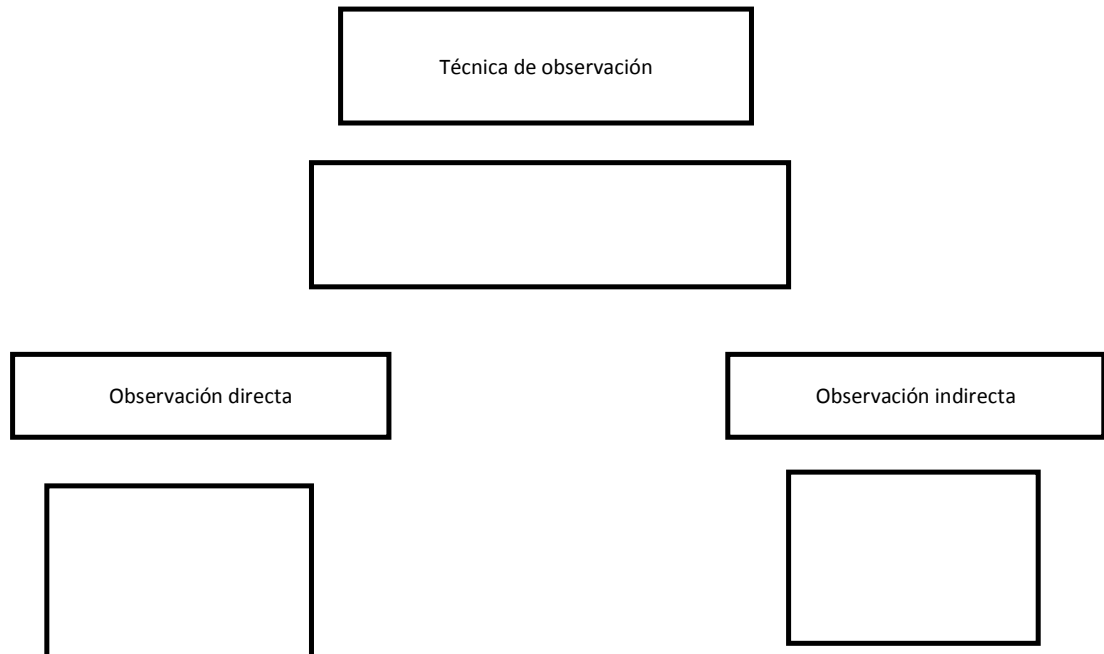 Técnica de observación
Observación directa
Observación indirecta